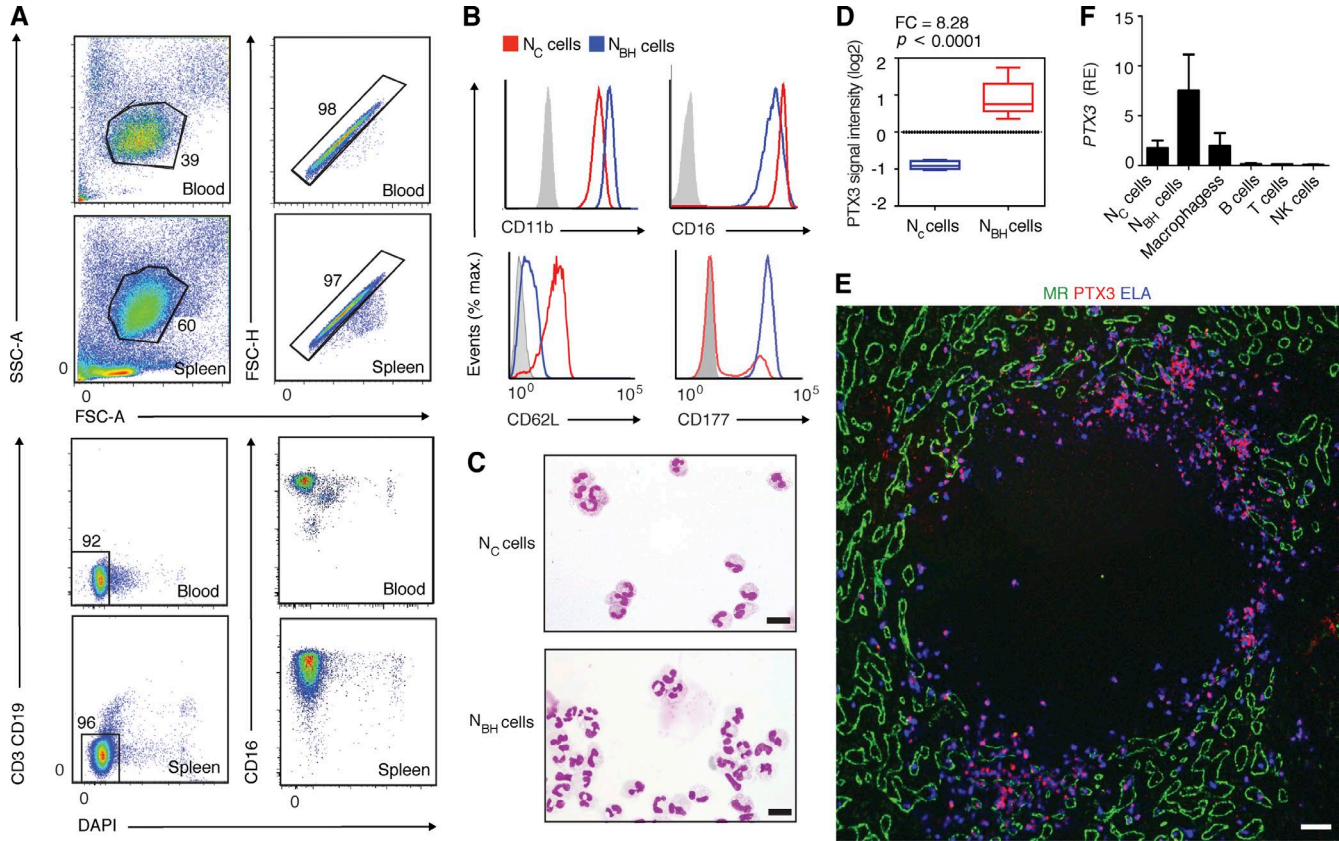 A
SSC-A
39
Blood
0
60
Spleen
FSC-A
FSC-H
98
Blood
97
Spleen
0
CD3 CD19
92
Blood
96
Spleen
0
0
DAPI
CD16
Blood
Spleen
0
B
NC cells NBH cells
Events (% max.)
CD11b
CD16
10^0 10^5
CD62L
10^0 10^5
CD177
C
NC cells
NBH cells
D
FC = 8.28
p < 0.0001
PTX3 signal intensity (log2)
2
1
0
-1
-2
NC cells NBH cells
F
PTX3 (RE)
15
10
5
0
NC cells
NBH cells
Macrophagess
B cells
T cells
NK cells
E
MR PTX3 ELA